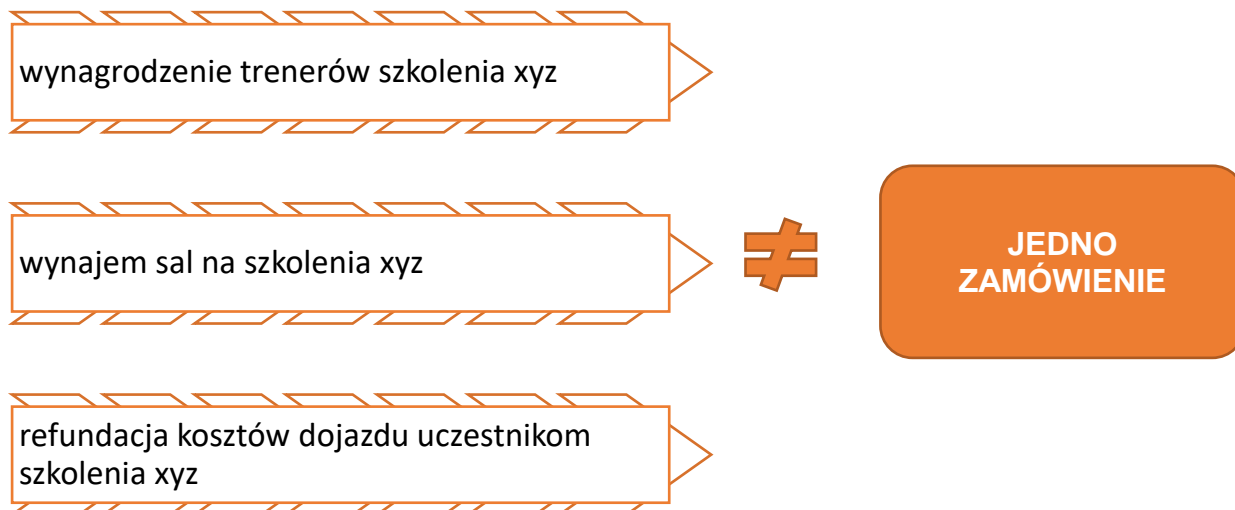 wynagrodzenie trenerów szkolenia xyz
wynajem sal na szkolenia xyz
≠
JEDNO
ZAMÓWIENIE
refundacja kosztów dojazdu uczestnikom
szkolenia xyz